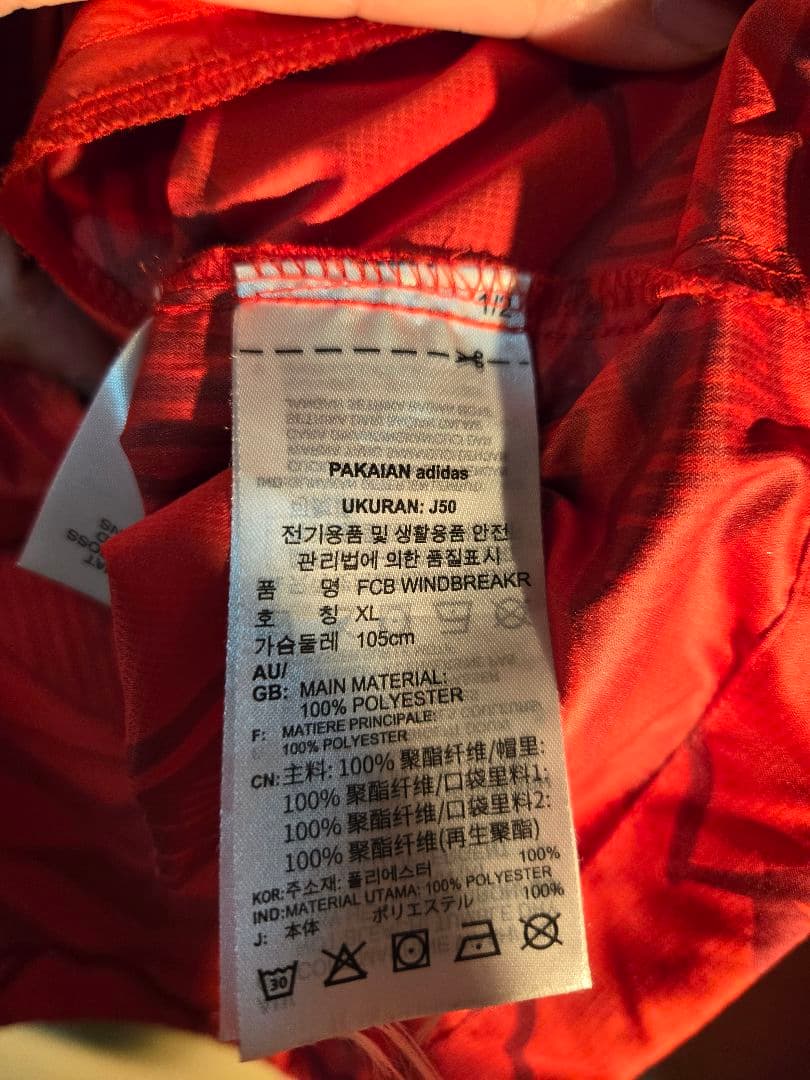 1/2
PAKAIAN adidas
UKURAN: J50
전기용품 및 생활용품 안전
관리법에 의한 품질표시
품 명 FCB WINDBREAKR
호 칭 XL
가슴둘레 105cm
AU/
GB: MAIN MATERIAL:
100% POLYESTER
F: MATIERE PRINCIPALE:
100% POLYESTER
CN: 主料: 100% 聚酯纤维/帽里:
100% 聚酯纤维/口袋里料1:
100% 聚酯纤维/口袋里料2:
100% 聚酯纤维(再生聚酯)
KOR: 주소재: 폴리에스터 100%
IND: MATERIAL UTAMA: 100% POLYESTER
J: 本体 ポリエステル 100%
30